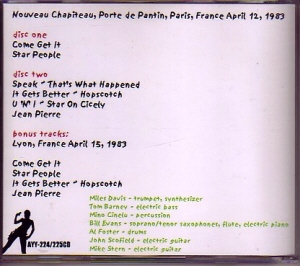 Nouveau Chapiteau, Porte de Pantin, Paris, France April 12, 1983
disc one
Come Get It
Star People
disc two
Speak ~ That's What Happened
It Gets Better ~ Hopscotch
U 'N' I ~ Star On Cicely
Jean Pierre
bonus tracks:
Lyon, France April 15, 1983
Come Get It
Star People
It Gets Better ~ Hopscotch
Jean Pierre
Miles Davis - trumpet, synthesizer
Tom Barney - electric bass
Mino Cinelu - percussion
Bill Evans - soprano/tenor saxophones, flute, electric piano
Al Foster - drums
John Scofield - electric guitar
Mike Stern - electric guitar
AYY-224/225CD